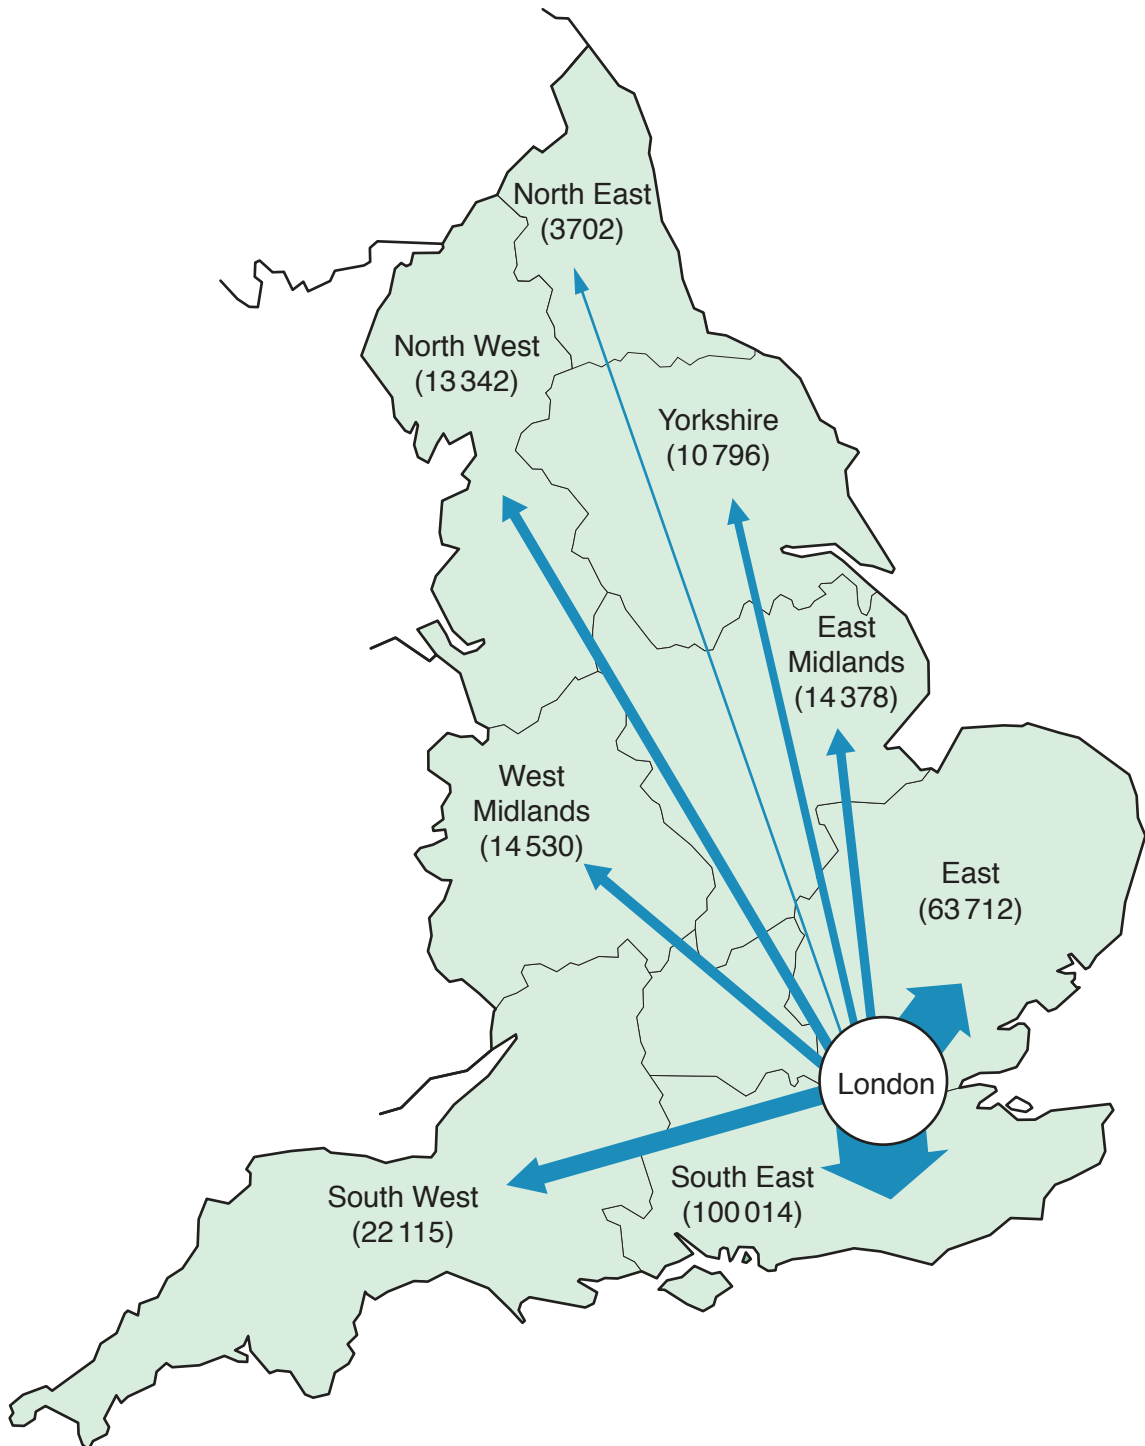 North East
(3702)
North West
(13 342)
Yorkshire
(10 796)
East
Midlands
(14 378)
West
Midlands
(14 530)
East
(63 712)
London
South East
(100 014)
South West
(22 115)